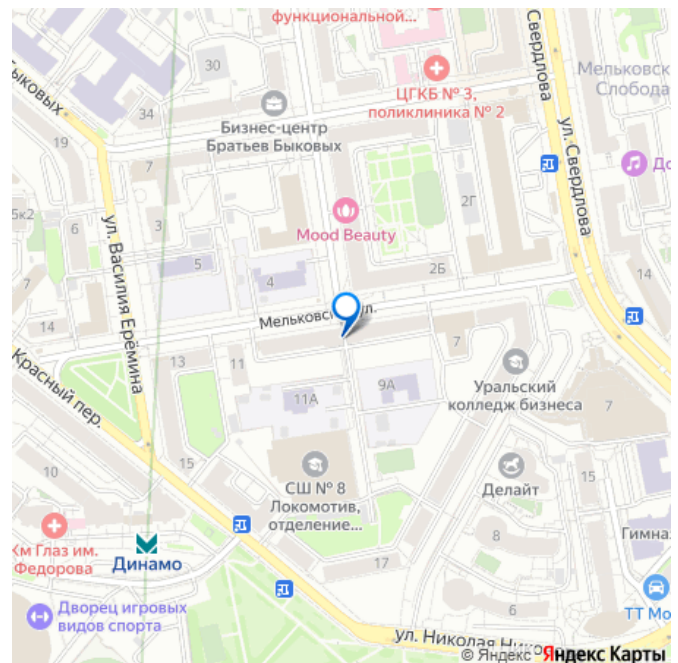 функциональной...
30
ЦГКБ № 3,
поликлиника № 2
Свердлова
Мельковск
Слобода
Быковых
34
Бизнес-центр
Братьев Быковых
19
7
ул. Свердлова
До
5к2
6
3
ул. Василия Ерёмина
5
4
Mood Beauty
2Г
2Б
7
14
14
Мельковск
ул.
Красный пер.
13
11
7
9А
11А
Уральский
колледж бизнеса
7
10
15
СШ № 8
Локомотив,
отделение...
Делайт
15
8
Хм Глаз им.
Федорова
Динамо
17
Гимназ
Дворец игровых
видов спорта
6
ТТ Мо
ул. Николая Нико
© Яндекс
Яндекс Карты